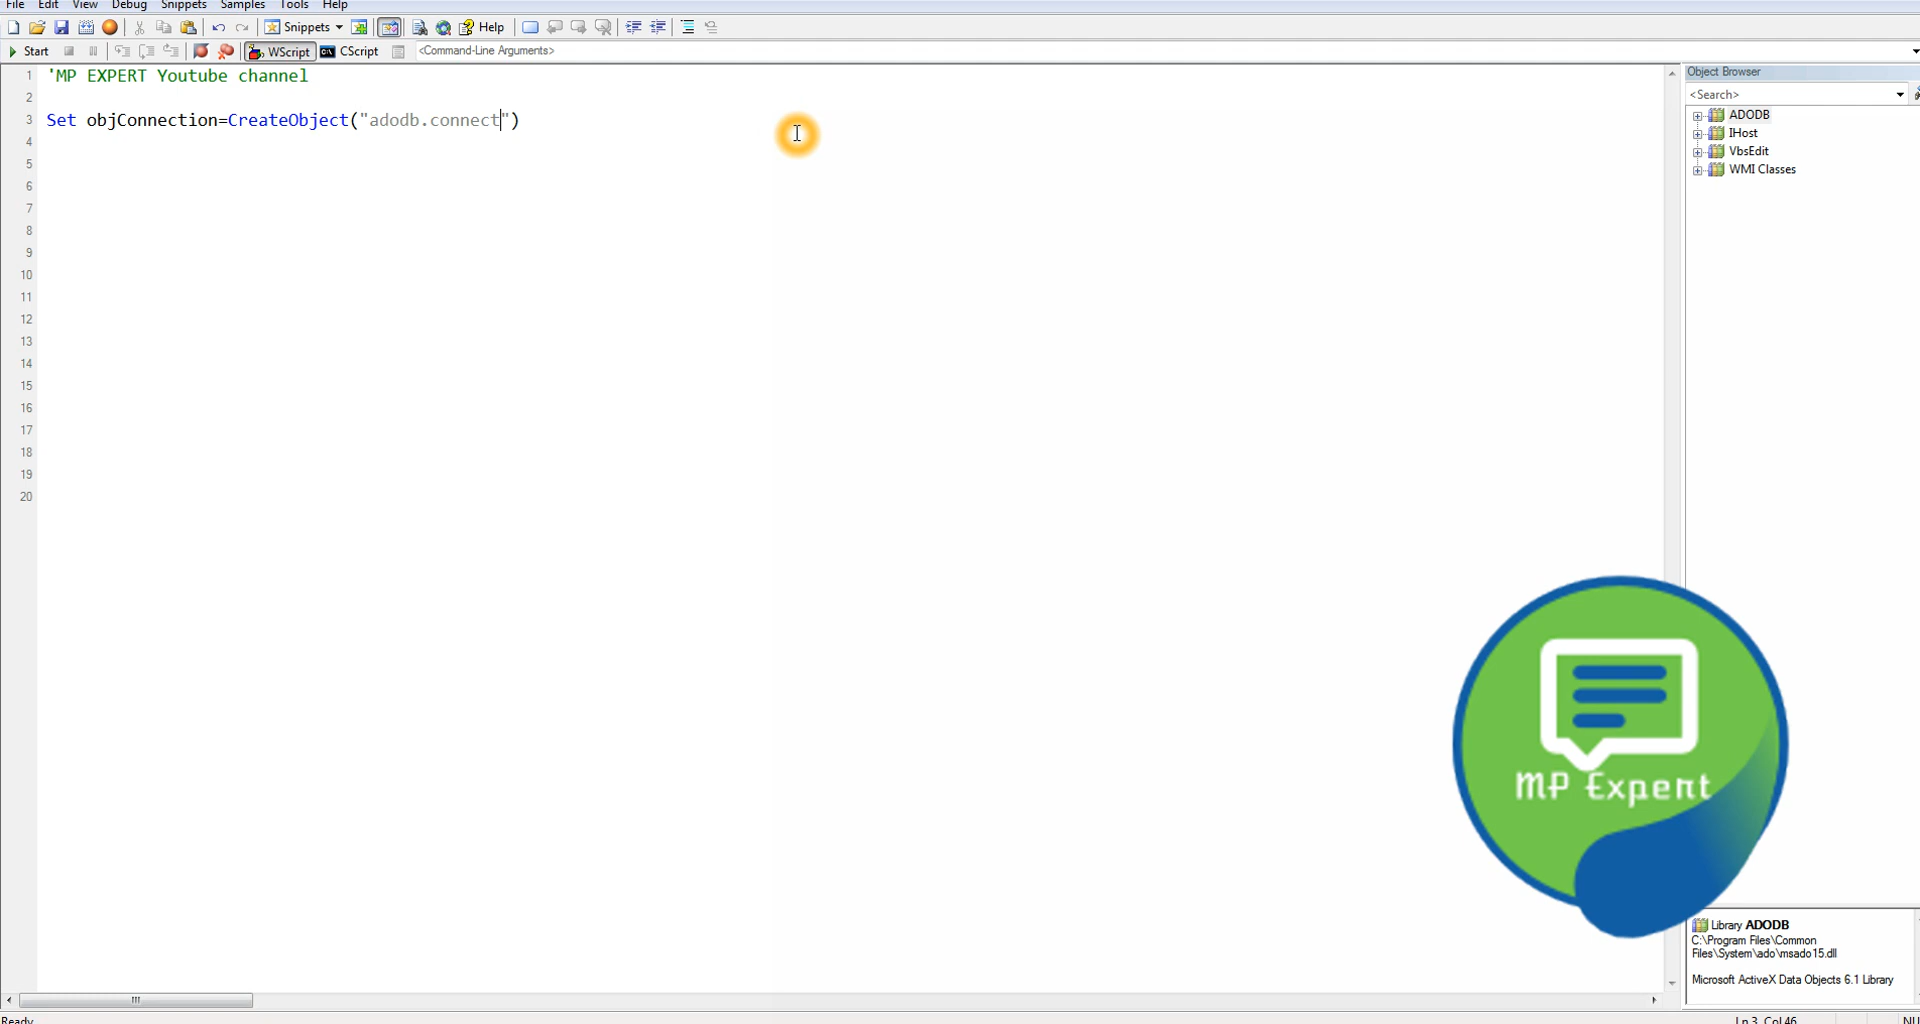 File Edit View Debug Snippets Samples Tools Help
Snippets Help
Start WScript CScript <Command-Line Arguments>
1 'MP EXPERT Youtube channel
2
3 Set objConnection=CreateObject("adodb.connect")
4
5
6
7
8
9
10
11
12
13
14
15
16
17
18
19
20
Object Browser
<Search>
ADODB
IHost
VbsEdit
WMI Classes
MP Expert
Library ADODB
C:\Program Files\Common
Files\System\ado\msado15.dll
Microsoft ActiveX Data Objects 6.1 Library
Ready
Ln 3, Col 46